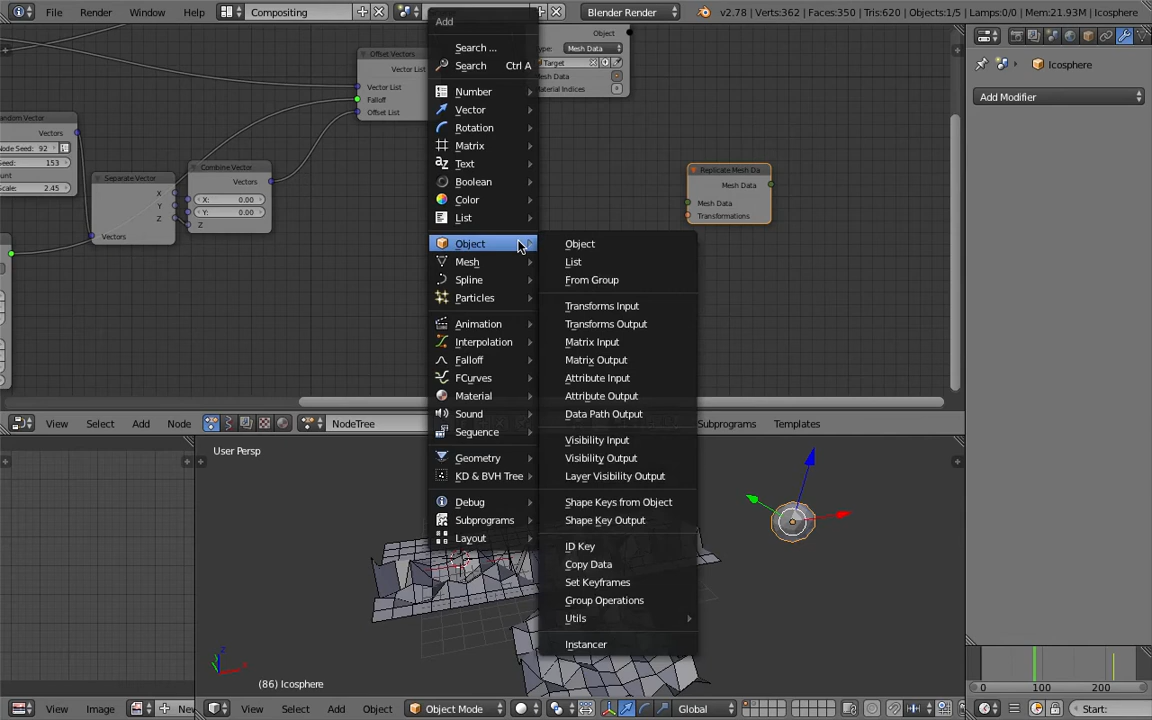 File
Render
Window
Help
Compositing
Blender Render
v2.78 | Verts:362 | Faces:350 | Tris:620 | Objects:1/5 | Lamps:0/0 | Mem:21.93M | Icosphere
Add
Search ...
Search Ctrl A
Number
Vector
Rotation
Matrix
Text
Boolean
Color
List
Object
Mesh
Spline
Particles
Animation
Interpolation
Falloff
FCurves
Material
Sound
Sequence
Geometry
KD & BVH Tree
Debug
Subprograms
Layout
Object
List
From Group
Transforms Input
Transforms Output
Matrix Input
Matrix Output
Attribute Input
Attribute Output
Data Path Output
Visibility Input
Visibility Output
Layer Visibility Output
Shape Keys from Object
Shape Key Output
ID Key
Copy Data
Set Keyframes
Group Operations
Utils
Instancer
Offset Vectors
Vector List
Vector List
Falloff
Offset List
Object
Type: Mesh Data
Target
Mesh Data
Material Indices
Vectors
Node Seed: 92
Seed: 153
Scale: 2.45
Separate Vector
X
Y
Z
Vectors
Combine Vector
Vectors
X: 0.00
Y: 0.00
Z
Replicate Mesh Da
Mesh Data
Mesh Data
Transformations
Icosphere
Add Modifier
View
Select
Add
Node
NodeTree
Subprograms
Templates
User Persp
(86) Icosphere
View
Image
New
View
Select
Add
Object
Object Mode
Global
0 100 200
View
Start: